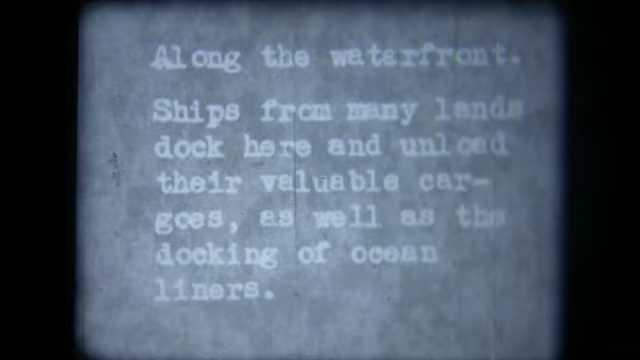 Along the waterfront.
Ships from many lands
dock here and unload
their valuable car-
goes, as well as the
docking of ocean
liners.